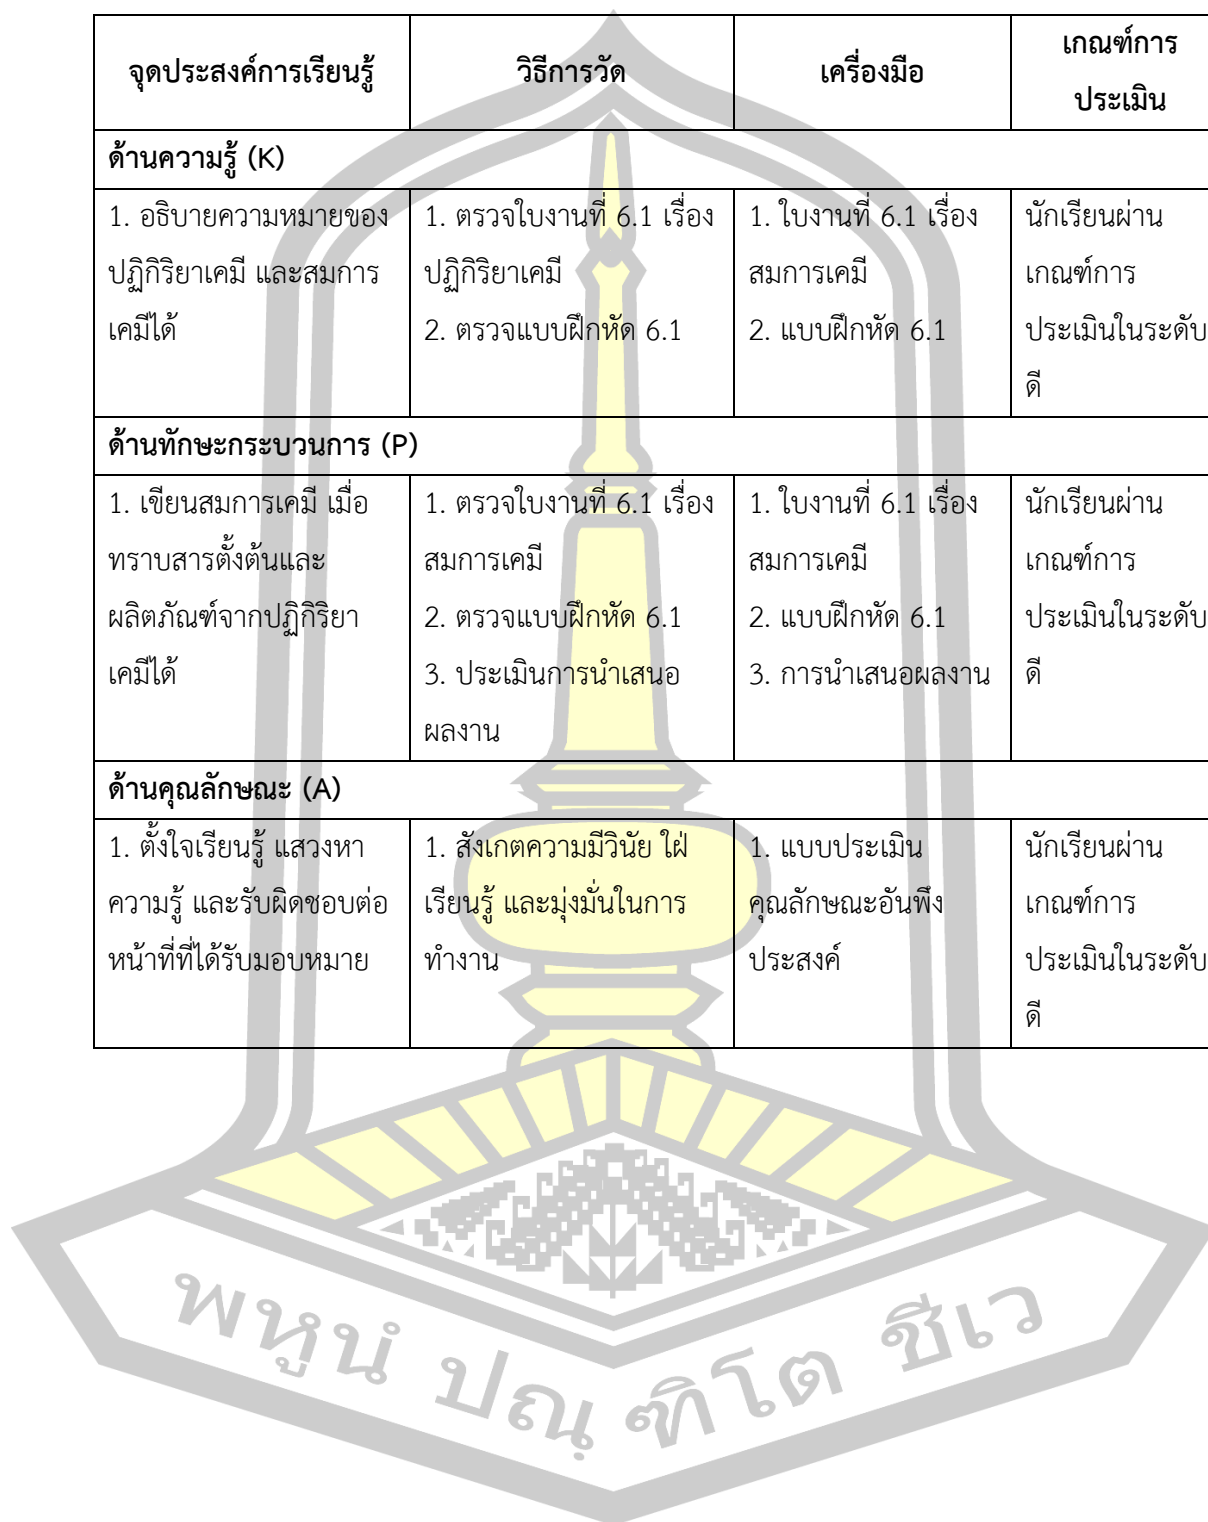 จุดประสงค์การเรียนรู้ วิธีการวัด เครื่องมือ เกณฑ์การ
ประเมิน
ด้านความรู้ (K)
1. อธิบายความหมายของ 1. ตรวจใบงานที่ 6.1 เรื่อง 1. ใบงานที่ 6.1 เรื่อง นักเรียนผ่าน
ปฏิกิริยาเคมี และสมการ ปฏิกิริยาเคมี สมการเคมี เกณฑ์การ
เคมีได้ 2. ตรวจแบบฝึกหัด 6.1 2. แบบฝึกหัด 6.1 ประเมินในระดับ
ดี
ด้านทักษะกระบวนการ (P)
1. เขียนสมการเคมี เมื่อ 1. ตรวจใบงานที่ 6.1 เรื่อง 1. ใบงานที่ 6.1 เรื่อง นักเรียนผ่าน
ทราบสารตั้งต้นและ สมการเคมี สมการเคมี เกณฑ์การ
ผลิตภัณฑ์จากปฏิกิริยา 2. ตรวจแบบฝึกหัด 6.1 2. แบบฝึกหัด 6.1 ประเมินในระดับ
เคมีได้ 3. ประเมินการนำเสนอ 3. การนำเสนอผลงาน ดี
ผลงาน
ด้านคุณลักษณะ (A)
1. ตั้งใจเรียนรู้ แสวงหา 1. สังเกตความมีวินัย ใฝ่ 1. แบบประเมิน นักเรียนผ่าน
ความรู้ และรับผิดชอบต่อ เรียนรู้ และมุ่งมั่นในการ คุณลักษณะอันพึง เกณฑ์การ
หน้าที่ที่ได้รับมอบหมาย ทำงาน ประสงค์ ประเมินในระดับ
ดี
พหูนํ ปณฺฑิโต ชีเว